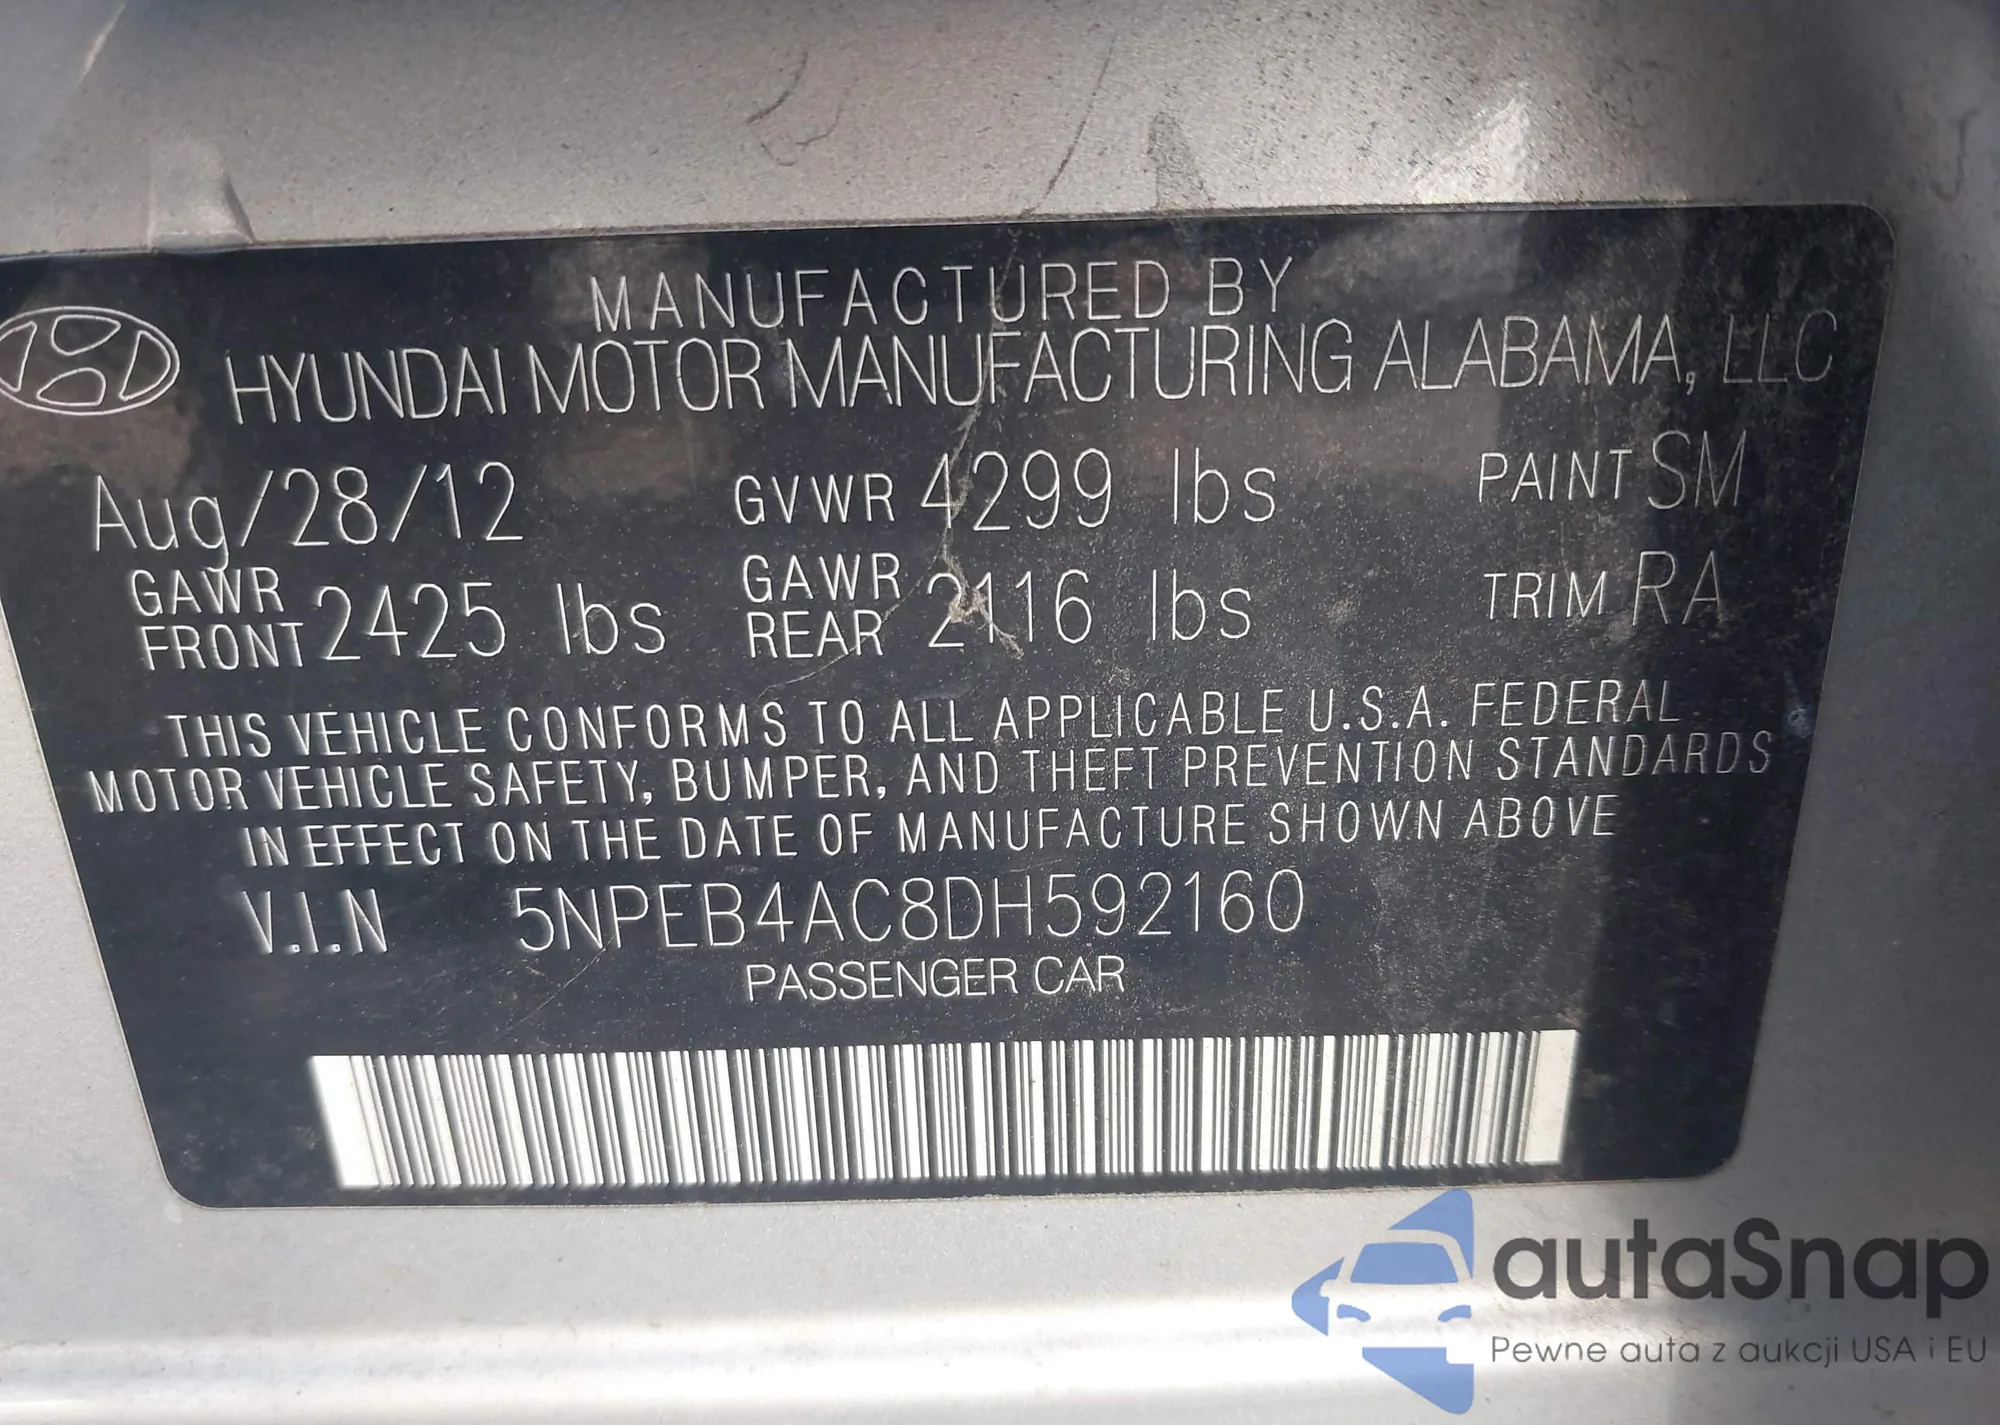 MANUFACTURED BY
HYUNDAI MOTOR MANUFACTURING ALABAMA, LLC
Aug/28/12 GVWR 4299 lbs PAINT SM
GAWR FRONT 2425 lbs GAWR REAR 2116 lbs TRIM RA
THIS VEHICLE CONFORMS TO ALL APPLICABLE U.S.A. FEDERAL
MOTOR VEHICLE SAFETY, BUMPER, AND THEFT PREVENTION STANDARDS
IN EFFECT ON THE DATE OF MANUFACTURE SHOWN ABOVE
V.I.N 5NPEB4AC8DH592160
PASSENGER CAR
autaSnap
Pewne auta z aukcji USA i EU